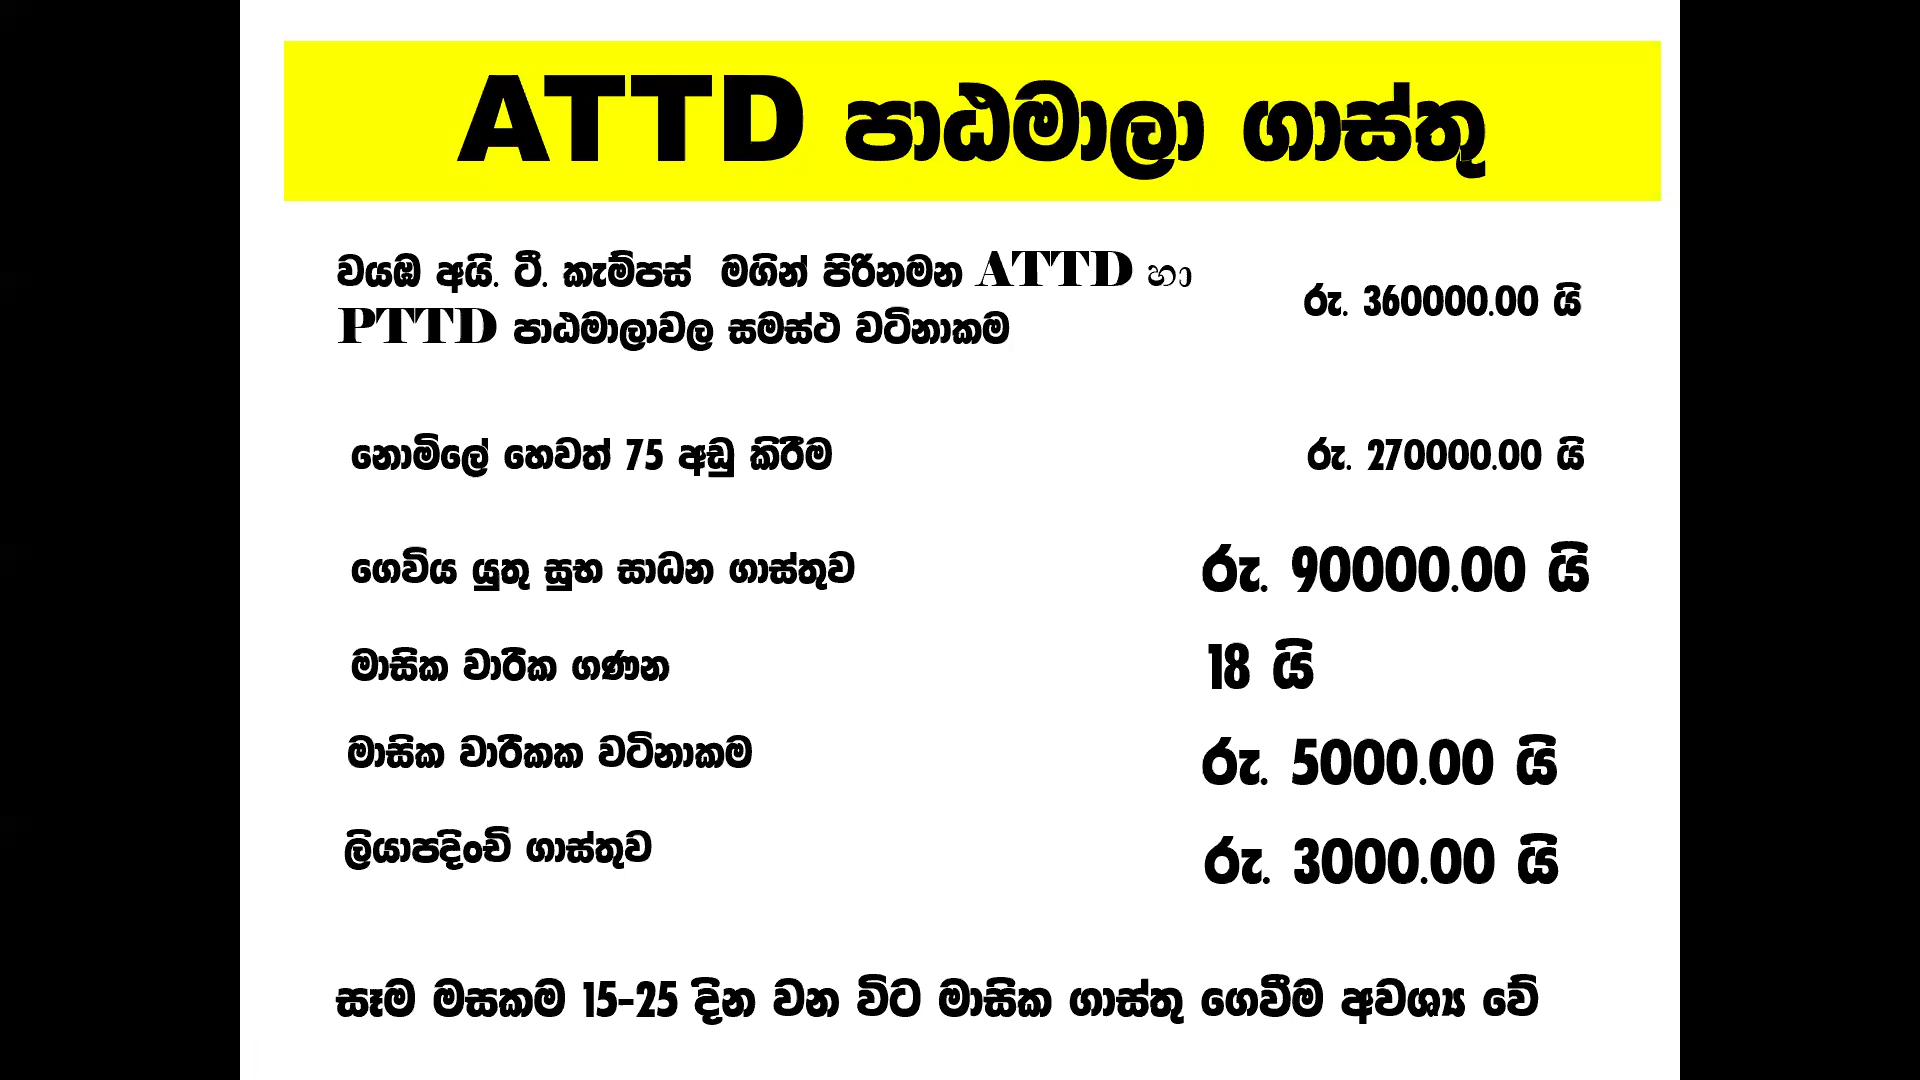 ATTD පාඨමාලා ගාස්තු
වයඹ අයි. ටී. කැම්පස් මගින් පිරිනමන ATTD හා
PTTD පාඨමාලාවල සමස්ථ වටිනාකම
රු. 360000.00 යි
නොමිලේ හෙවත් 75 අඩු කිරීම
රු. 270000.00 යි
ගෙවිය යුතු සුභ සාධන ගාස්තුව
රු. 90000.00 යි
මාසික වාරික ගණන
18 යි
මාසික වාරිකක වටිනාකම
රු. 5000.00 යි
ලියාපදිංචි ගාස්තුව
රු. 3000.00 යි
සෑම මසකම 15-25 දින වන විට මාසික ගාස්තු ගෙවීම අවශ්‍ය වේ